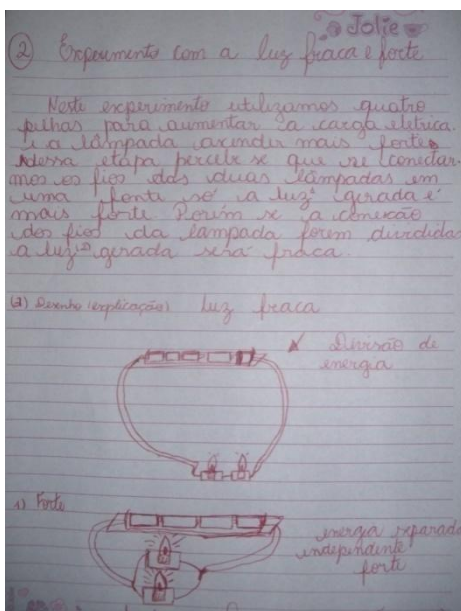 Jolie
② Experimento com a luz fraca e forte
Neste experimento utilizamos quatro
pilhas para aumentar a carga elétrica
e a lâmpada acender mais forte.
Nessa etapa percebe se que se conectar-
mos os fios das duas lâmpadas em
uma fonte só a luz gerada é
mais forte Porém se a conexão
dos fios da lâmpada forem divididas
a luz gerada será fraca.
(2) Desenho (explicação) luz fraca
Divisão de
energia
1) Forte
energia separada
independente
forte